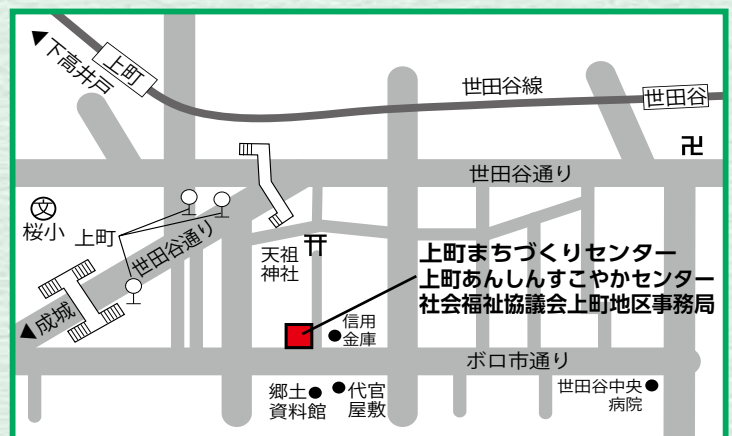 下高井戸
上町
世田谷線
世田谷
世田谷通り
文
桜小
上町
世田谷通り
天祖
神社
上町まちづくりセンター
上町あんしんすこやかセンター
社会福祉協議会上町地区事務局
成城
信用
金庫
ボロ市通り
郷土
資料館
代官
屋敷
世田谷中央
病院